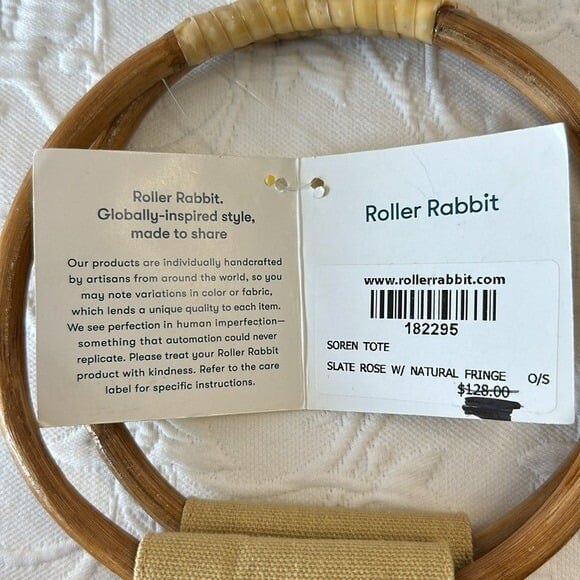 Roller Rabbit.
Globally-inspired style,
made to share
Our products are individually handcrafted
by artisans from around the world, so you
may note variations in color or fabric,
which lends a unique quality to each item.
We see perfection in human imperfection—
something that automation could never
replicate. Please treat your Roller Rabbit
product with kindness. Refer to the care
label for specific instructions.
Roller Rabbit
www.rollerrabbit.com
182295
SOREN TOTE
SLATE ROSE W/ NATURAL FRINGE O/S
$128.00